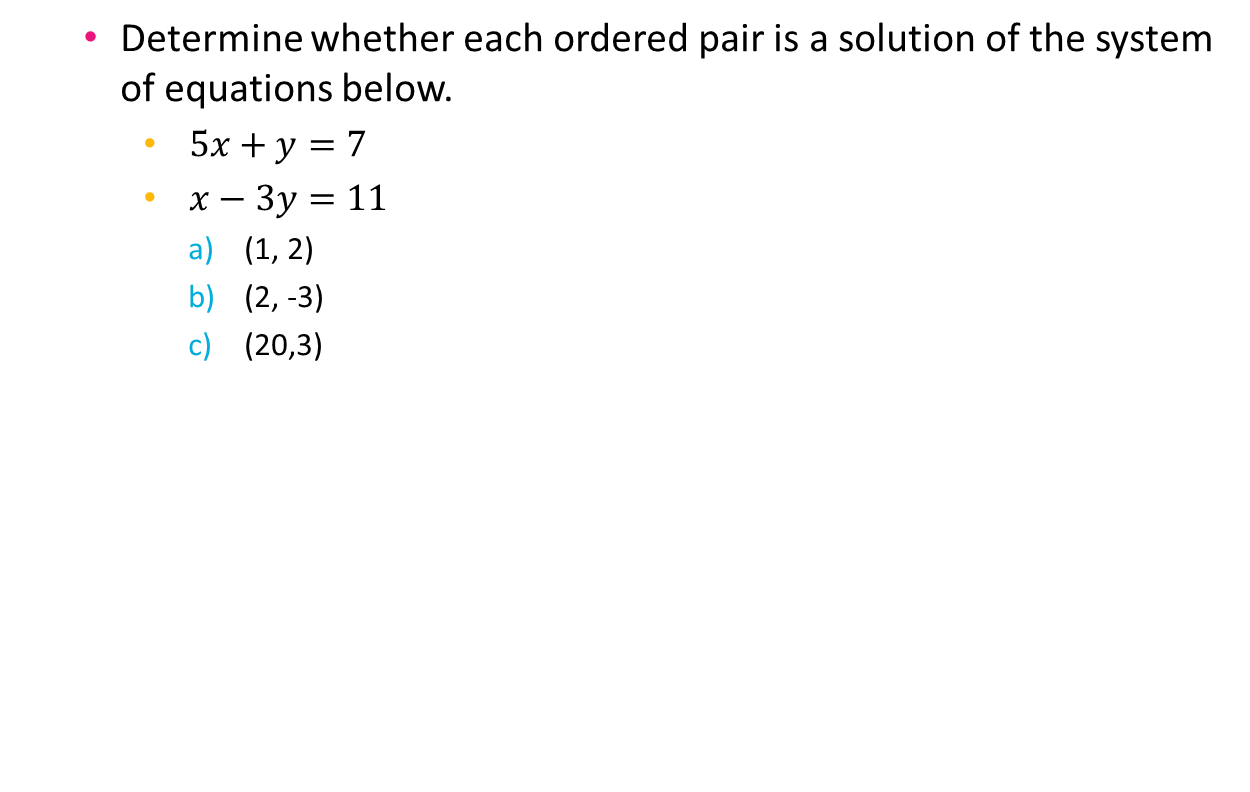 • Determine whether each ordered pair is a solution of the system
of equations below.
• 5x + y = 7
• x − 3y = 11
a) (1, 2)
b) (2, -3)
c) (20,3)